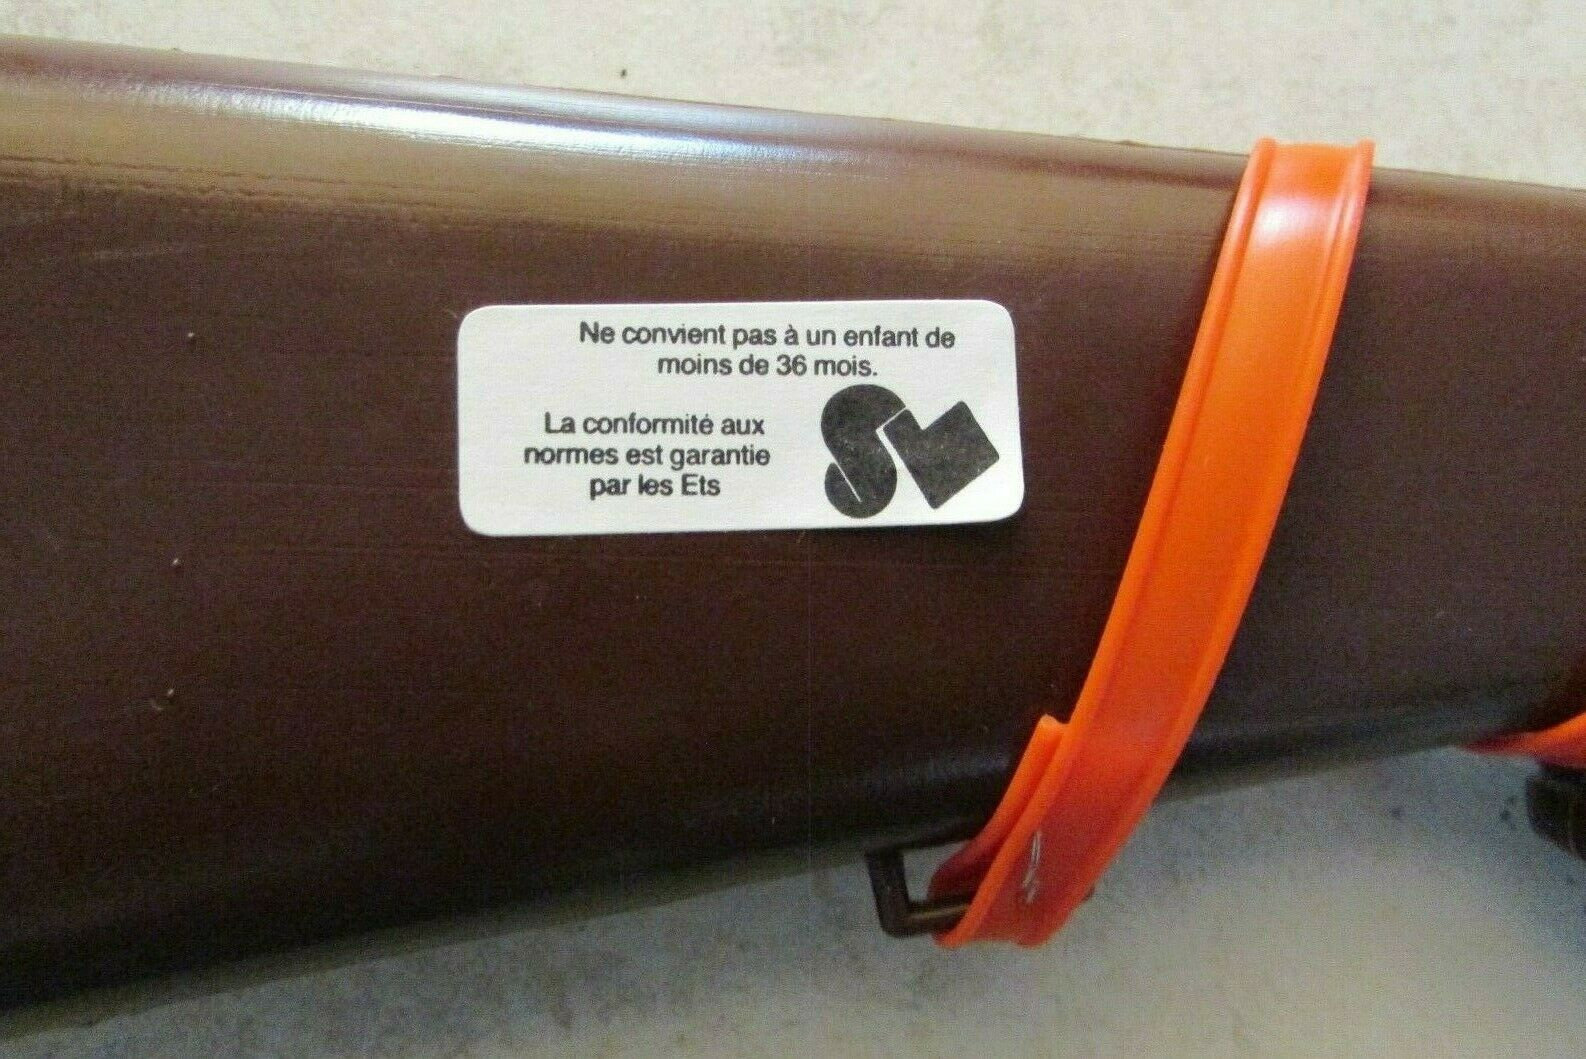 Ne convient pas à un enfant de
moins de 36 mois.
La conformité aux
normes est garantie
par les Ets